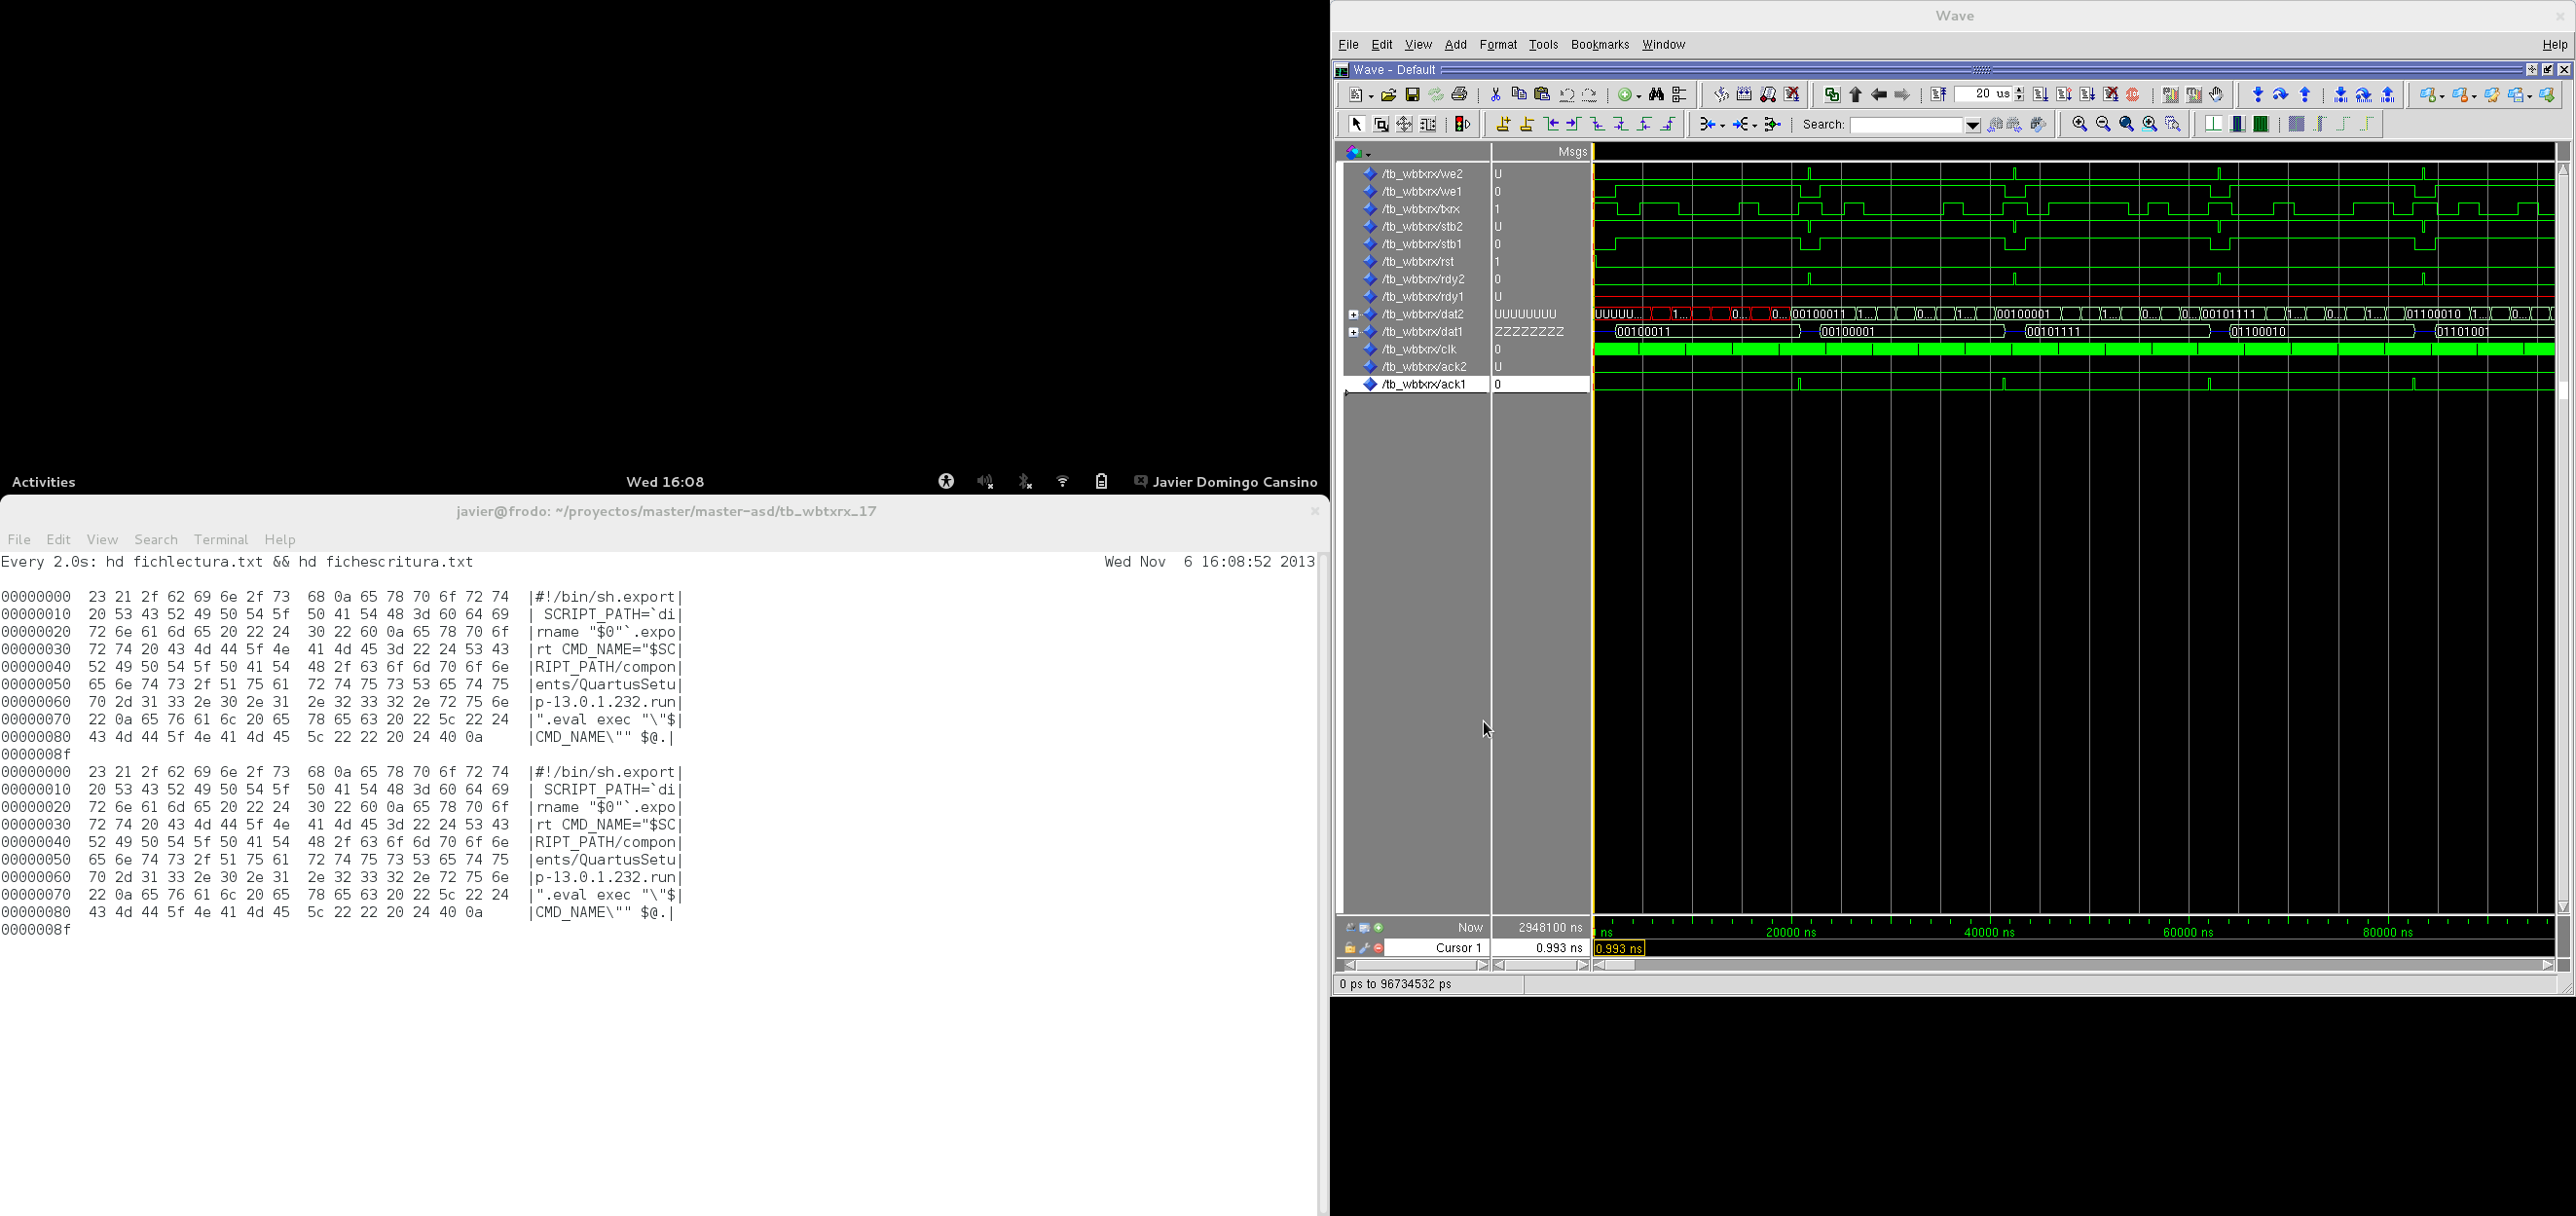 Activities
Wed 16:08
Javier Domingo Cansino
javier@frodo: ~/proyectos/master/master-asd/tb_wbtxrx_17
File Edit View Search Terminal Help
Every 2.0s: hd fichlectura.txt && hd fichescritura.txt Wed Nov  6 16:08:52 2013
00000000  23 21 2f 62 69 6e 2f 73  68 0a 65 78 70 6f 72 74  |#!/bin/sh.export|
00000010  20 53 43 52 49 50 54 5f  50 41 54 48 3d 60 64 69  | SCRIPT_PATH=`di|
00000020  72 6e 61 6d 65 20 22 24  30 22 60 0a 65 78 70 6f  |rname "$0"`.expo|
00000030  72 74 20 43 4d 44 5f 4e  41 4d 45 3d 22 24 53 43  |rt CMD_NAME="$SC|
00000040  52 49 50 54 5f 50 41 54  48 2f 63 6f 6d 70 6f 6e  |RIPT_PATH/compon|
00000050  65 6e 74 73 2f 51 75 61  72 74 75 73 53 65 74 75  |ents/QuartusSetu|
00000060  70 2d 31 33 2e 30 2e 31  2e 32 33 32 2e 72 75 6e  |p-13.0.1.232.run|
00000070  22 0a 65 76 61 6c 20 65  78 65 63 20 22 5c 22 24  |".eval exec "\"$|
00000080  43 4d 44 5f 4e 41 4d 45  5c 22 22 20 24 40 0a     |CMD_NAME\"" $@.|
0000008f
00000000  23 21 2f 62 69 6e 2f 73  68 0a 65 78 70 6f 72 74  |#!/bin/sh.export|
00000010  20 53 43 52 49 50 54 5f  50 41 54 48 3d 60 64 69  | SCRIPT_PATH=`di|
00000020  72 6e 61 6d 65 20 22 24  30 22 60 0a 65 78 70 6f  |rname "$0"`.expo|
00000030  72 74 20 43 4d 44 5f 4e  41 4d 45 3d 22 24 53 43  |rt CMD_NAME="$SC|
00000040  52 49 50 54 5f 50 41 54  48 2f 63 6f 6d 70 6f 6e  |RIPT_PATH/compon|
00000050  65 6e 74 73 2f 51 75 61  72 74 75 73 53 65 74 75  |ents/QuartusSetu|
00000060  70 2d 31 33 2e 30 2e 31  2e 32 33 32 2e 72 75 6e  |p-13.0.1.232.run|
00000070  22 0a 65 76 61 6c 20 65  78 65 63 20 22 5c 22 24  |".eval exec "\"$|
00000080  43 4d 44 5f 4e 41 4d 45  5c 22 22 20 24 40 0a     |CMD_NAME\"" $@.|
0000008f
Wave
File Edit View Add Format Tools Bookmarks Window Help
Wave - Default
20 us
Search:
Msgs
/tb_wbtxrx/we2 U
/tb_wbtxrx/we1 0
/tb_wbtxrx/txrx 1
/tb_wbtxrx/stb2 U
/tb_wbtxrx/stb1 0
/tb_wbtxrx/rst 1
/tb_wbtxrx/rdy2 0
/tb_wbtxrx/rdy1 U
/tb_wbtxrx/dat2 UUUUUUUU UUUUU... 1... 0... 0... 00100011 1... 0... 1... 00100001 1... 0... 0... 00101111 1... 0... 1... 01100010 1... 0...
/tb_wbtxrx/dat1 ZZZZZZZZ 00100011 00100001 00101111 01100010 01101001
/tb_wbtxrx/clk 0
/tb_wbtxrx/ack2 U
/tb_wbtxrx/ack1 0
Now 2948100 ns ns 20000 ns 40000 ns 60000 ns 80000 ns
Cursor 1 0.993 ns 0.993 ns
0 ps to 96734532 ps